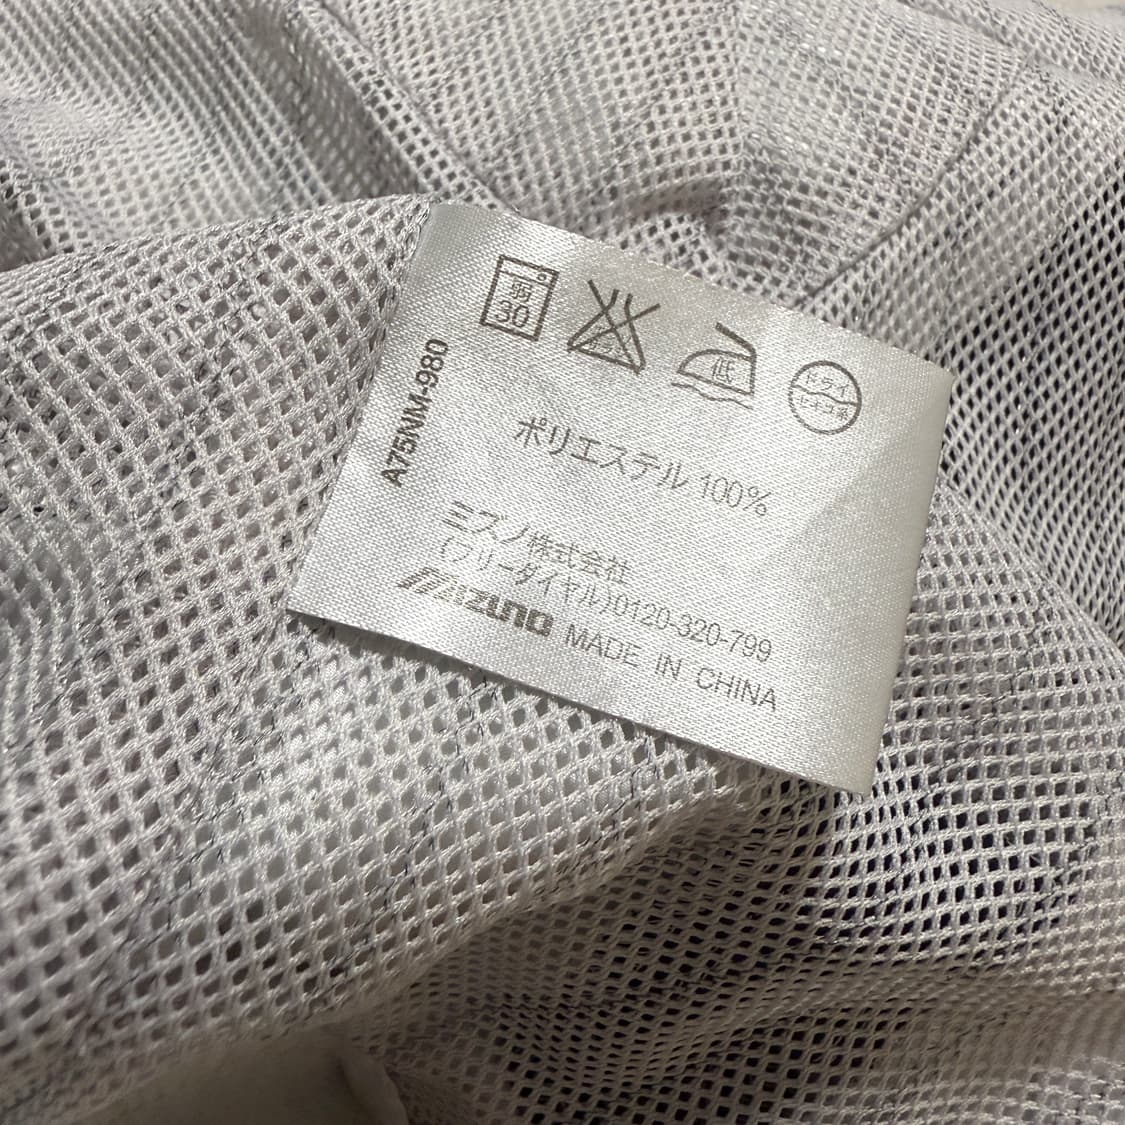 弱
30
低
ドライ
セキユ系
A75NM-980
ポリエステル 100%
ミズノ株式会社
(フリーダイヤル)0120-320-799
MIZUNO MADE IN CHINA